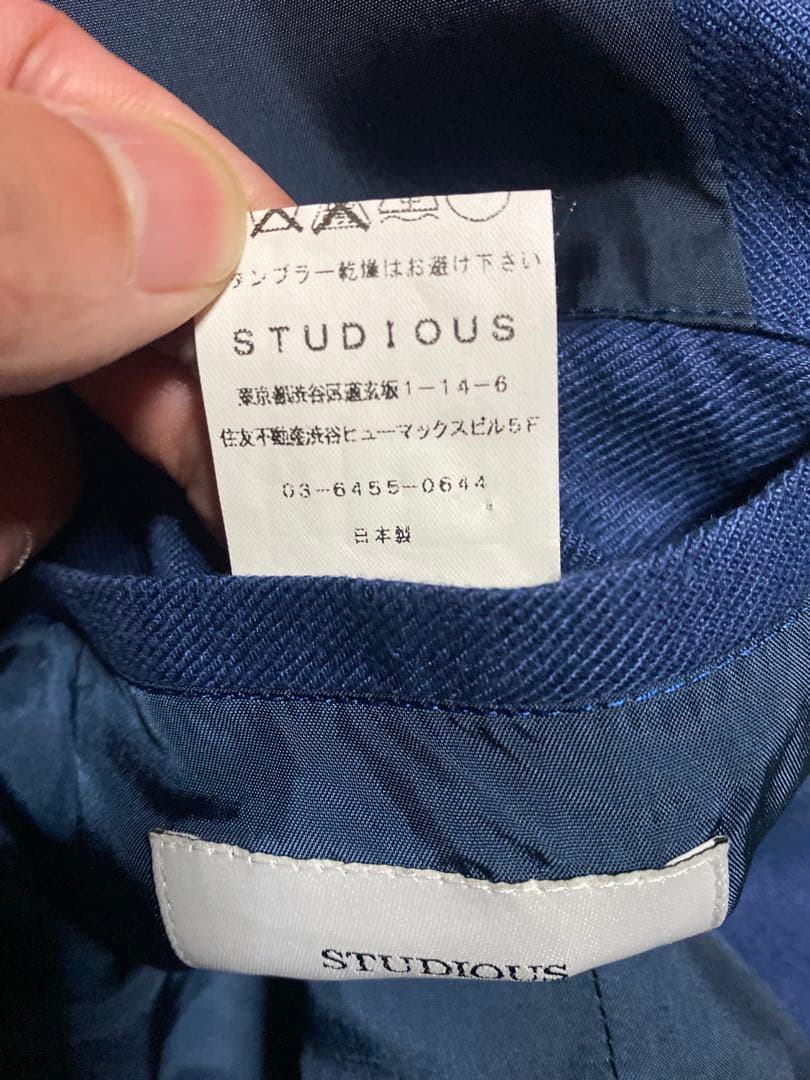 タンブラー乾燥はお避け下さい
STUDIOUS
東京都渋谷区道玄坂1-14-6
住友不動産渋谷ヒューマックスビル5F
03-6455-0644
日本製
STUDIOUS